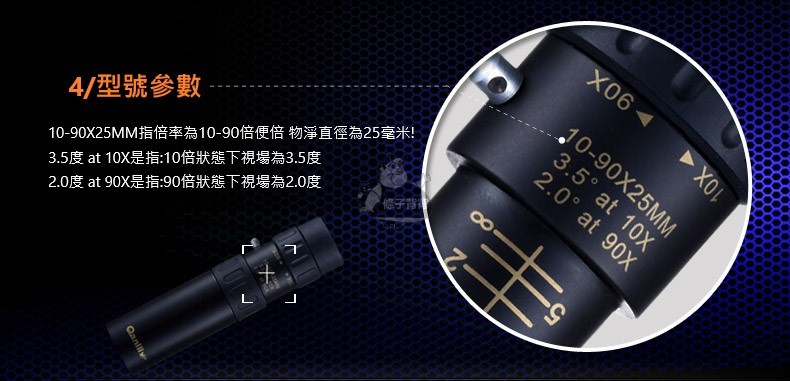 4/型號參數
10-90X25MM指倍率為10-90倍便倍 物淨直徑為25毫米!
3.5度 at 10X是指:10倍狀態下視場為3.5度
2.0度 at 90X是指:90倍狀態下視場為2.0度
X06 ◀
▶ 10X
10-90X25MM
3.5° at 10X
2.0° at 90X
8
2
5